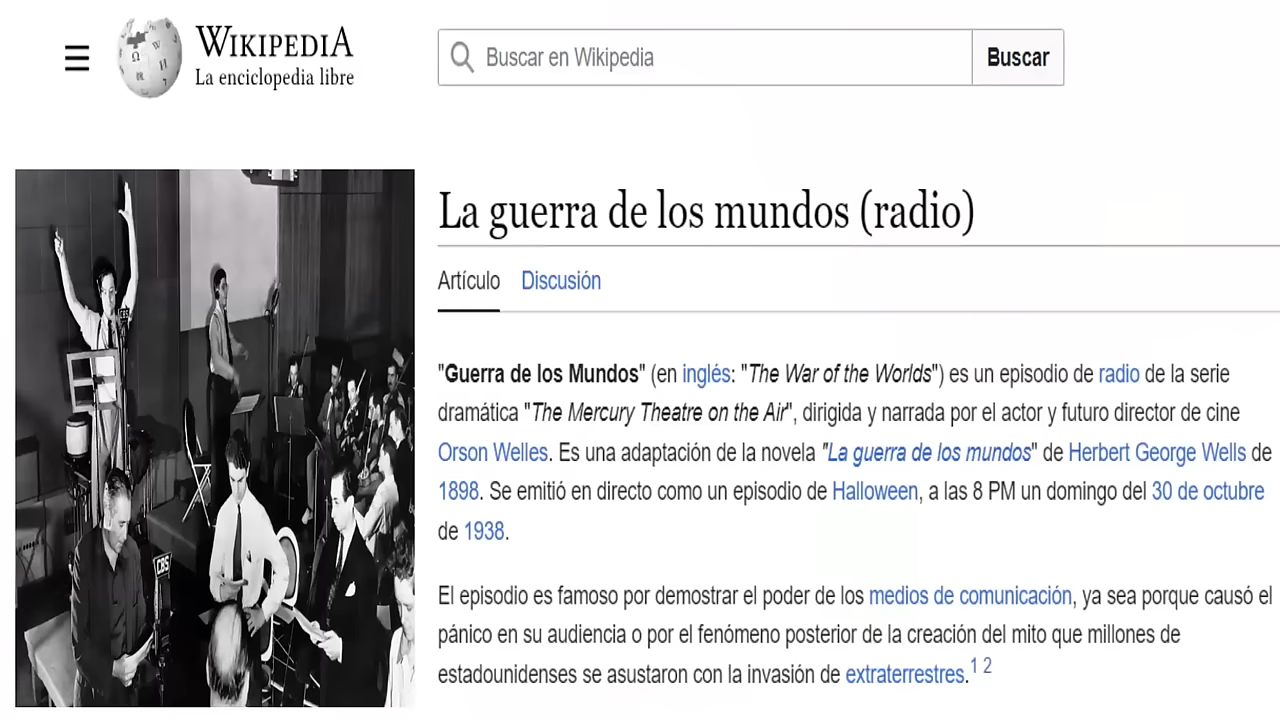 WIKIPEDIA
La enciclopedia libre
Buscar en Wikipedia
Buscar
La guerra de los mundos (radio)
Artículo Discusión
"Guerra de los Mundos" (en inglés: "The War of the Worlds") es un episodio de radio de la serie
dramática "The Mercury Theatre on the Air", dirigida y narrada por el actor y futuro director de cine
Orson Welles. Es una adaptación de la novela "La guerra de los mundos" de Herbert George Wells de
1898. Se emitió en directo como un episodio de Halloween, a las 8 PM un domingo del 30 de octubre
de 1938.
El episodio es famoso por demostrar el poder de los medios de comunicación, ya sea porque causó el
pánico en su audiencia o por el fenómeno posterior de la creación del mito que millones de
estadounidenses se asustaron con la invasión de extraterrestres.1 2
CBS
CBS